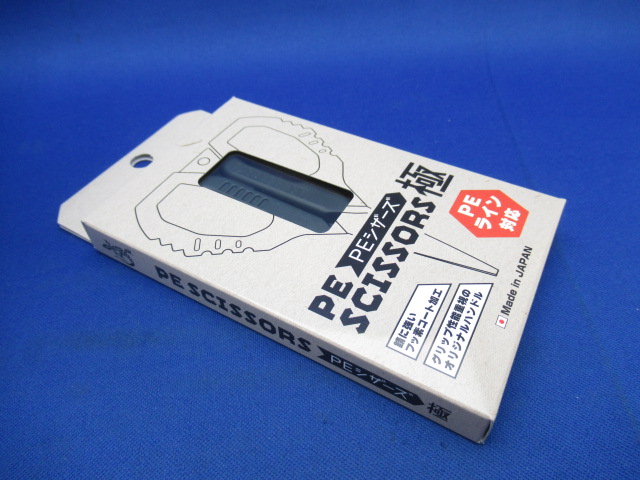 PE PEシザーズ
SCISSORS 極
PE
ライン
対応
錆に強い
フッ素コート加工
グリップ性能重視の
オリジナルハンドル
Made in JAPAN
PE SCISSORS PEシザーズ 極